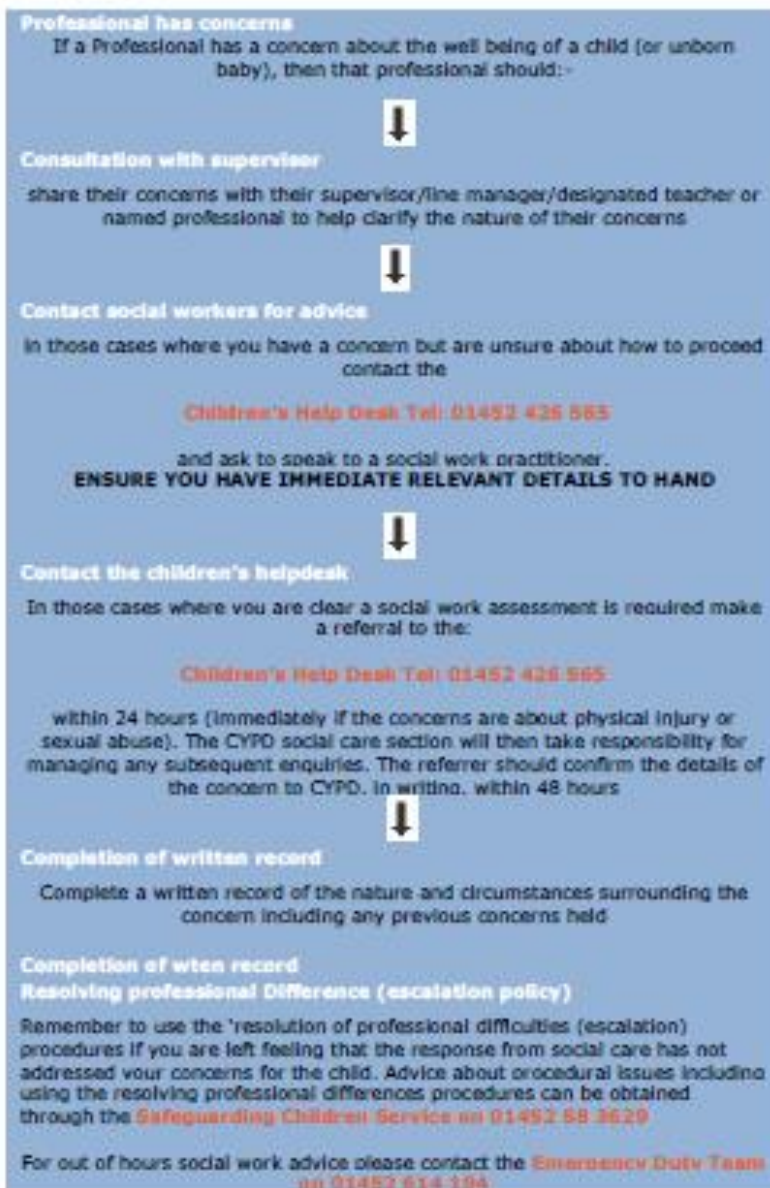 Professional has concerns
If a Professional has a concern about the well being of a child (or unborn
baby), then that professional should:-
Consultation with supervisor
share their concerns with their supervisor/line manager/designated teacher or
named professional to help clarify the nature of their concerns
Contact social workers for advice
In those cases where you have a concern but are unsure about how to proceed
contact the
Children's Help Desk Tel: 01452 426 565
and ask to speak to a social work practitioner.
ENSURE YOU HAVE IMMEDIATE RELEVANT DETAILS TO HAND
Contact the children's helpdesk
In those cases where you are clear a social work assessment is required make
a referral to the:
Children's Help Desk Tel: 01452 426 565
within 24 hours (immediately if the concerns are about physical injury or
sexual abuse). The CYPD social care section will then take responsibility for
managing any subsequent enquiries. The referrer should confirm the details of
the concern to CYPD, in writing, within 48 hours
Completion of written record
Complete a written record of the nature and circumstances surrounding the
concern including any previous concerns held
Completion of wten record
Resolving professional Difference (escalation policy)
Remember to use the 'resolution of professional difficulties (escalation)
procedures if you are left feeling that the response from social care has not
addressed your concerns for the child. Advice about procedural issues including
using the resolving professional differences procedures can be obtained
through the Safeguarding Children Service on 01452 58 3629
For out of hours social work advice please contact the Emergency Duty Team
on 01452 614 194